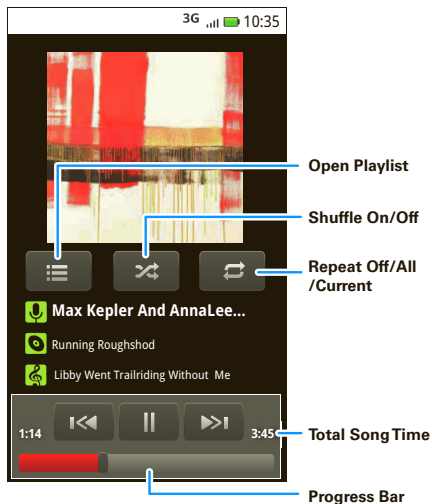 3G 10:35
Open Playlist
Shuffle On/Off
Repeat Off/All
/Current
Max Kepler And AnnaLee...
Running Roughshod
Libby Went Trailriding Without Me
1:14
3:45
Total Song Time
Progress Bar